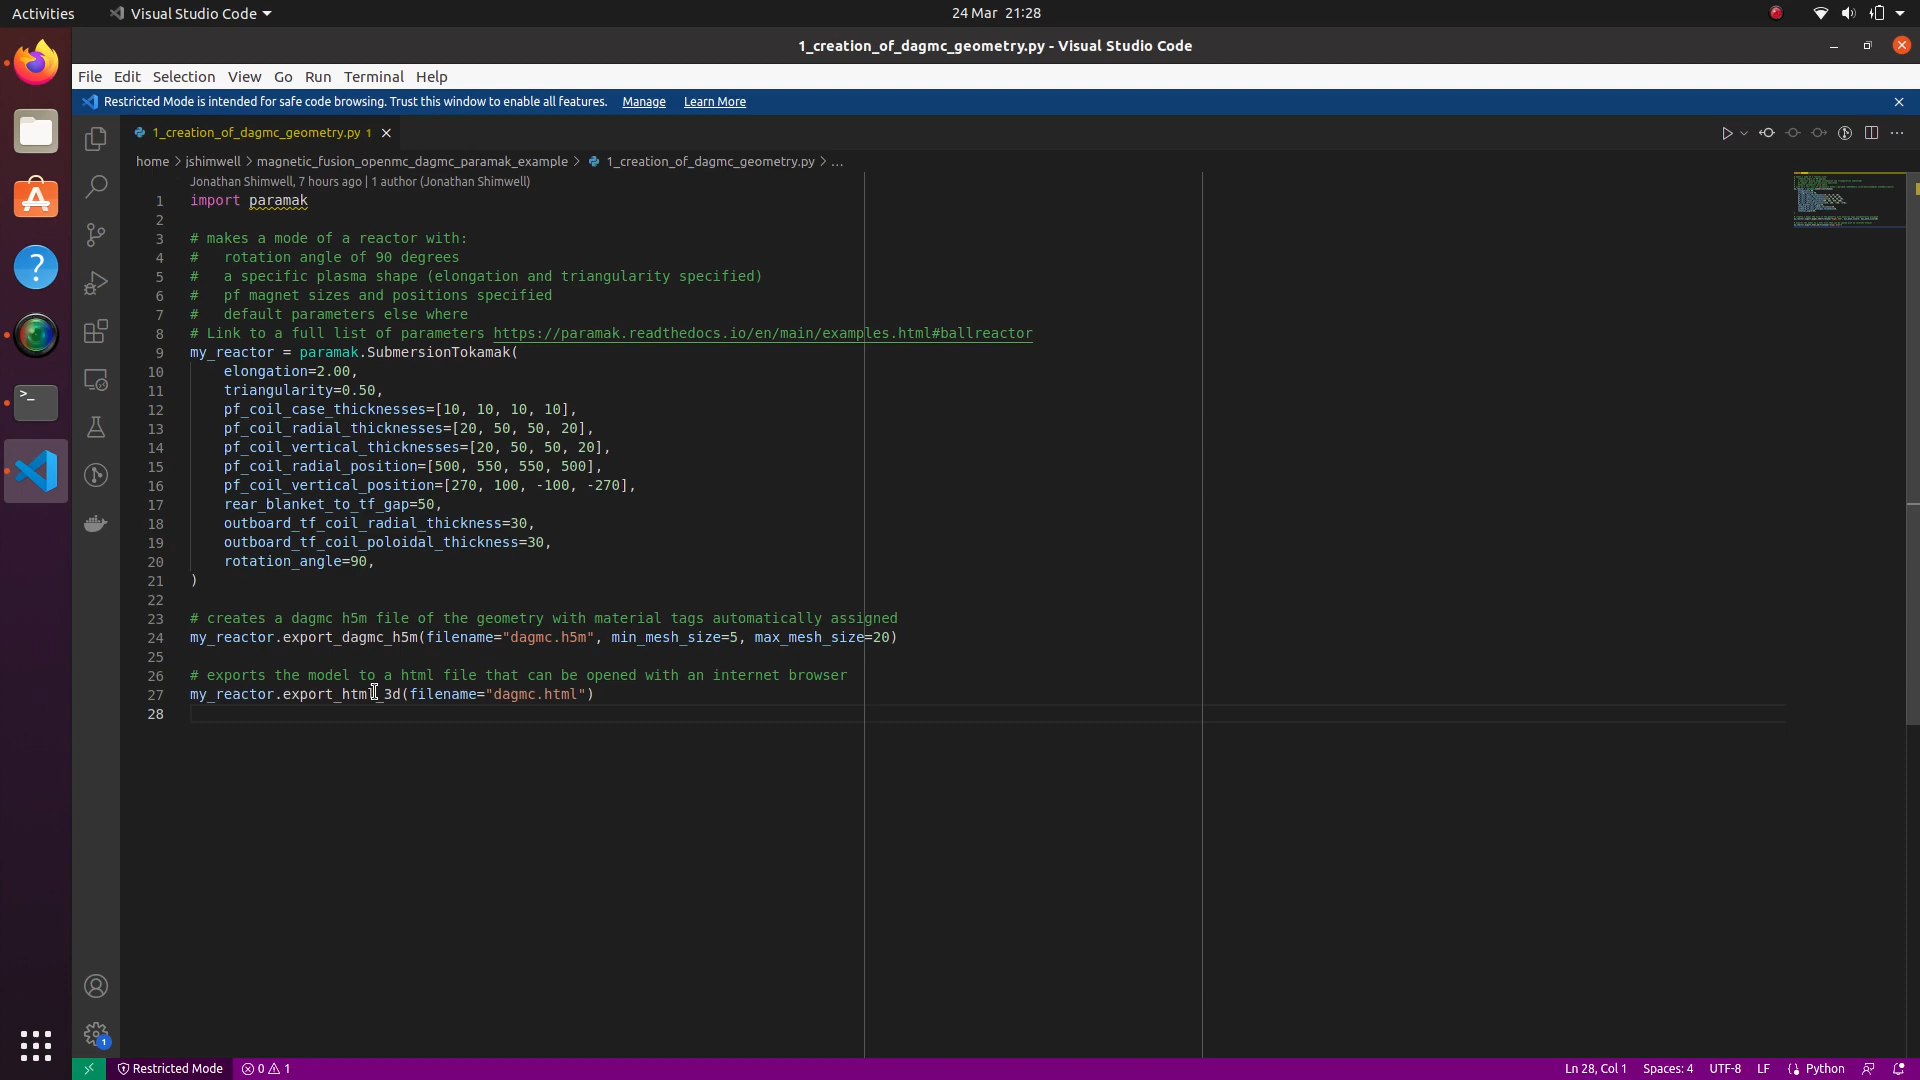 Activities Visual Studio Code 24 Mar 21:28
1_creation_of_dagmc_geometry.py - Visual Studio Code
File Edit Selection View Go Run Terminal Help
Restricted Mode is intended for safe code browsing. Trust this window to enable all features. Manage Learn More
1_creation_of_dagmc_geometry.py 1
home > jshimwell > magnetic_fusion_openmc_dagmc_paramak_example > 1_creation_of_dagmc_geometry.py > ...
Jonathan Shimwell, 7 hours ago | 1 author (Jonathan Shimwell)
1 import paramak
2
3 # makes a mode of a reactor with:
4 #   rotation angle of 90 degrees
5 #   a specific plasma shape (elongation and triangularity specified)
6 #   pf magnet sizes and positions specified
7 #   default parameters else where
8 # Link to a full list of parameters https://paramak.readthedocs.io/en/main/examples.html#ballreactor
9 my_reactor = paramak.SubmersionTokamak(
10     elongation=2.00,
11     triangularity=0.50,
12     pf_coil_case_thicknesses=[10, 10, 10, 10],
13     pf_coil_radial_thicknesses=[20, 50, 50, 20],
14     pf_coil_vertical_thicknesses=[20, 50, 50, 20],
15     pf_coil_radial_position=[500, 550, 550, 500],
16     pf_coil_vertical_position=[270, 100, -100, -270],
17     rear_blanket_to_tf_gap=50,
18     outboard_tf_coil_radial_thickness=30,
19     outboard_tf_coil_poloidal_thickness=30,
20     rotation_angle=90,
21 )
22
23 # creates a dagmc h5m file of the geometry with material tags automatically assigned
24 my_reactor.export_dagmc_h5m(filename="dagmc.h5m", min_mesh_size=5, max_mesh_size=20)
25
26 # exports the model to a html file that can be opened with an internet browser
27 my_reactor.export_html_3d(filename="dagmc.html")
28
1
Restricted Mode 0 1 Ln 28, Col 1 Spaces: 4 UTF-8 LF Python